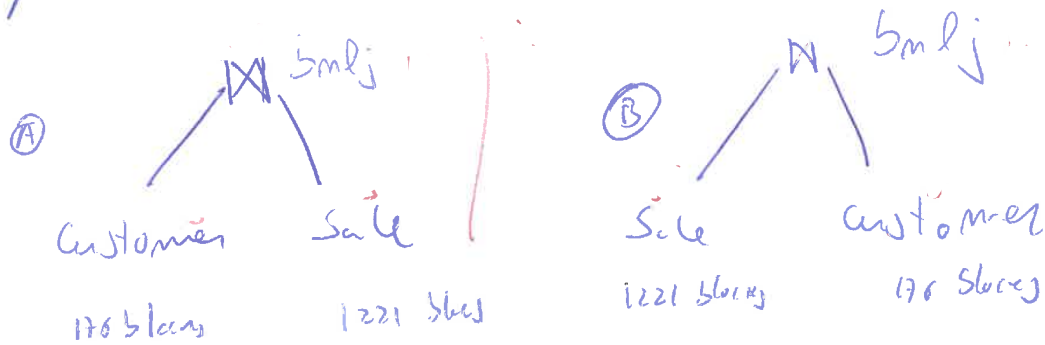 ⋈ bnlj
⋈ bnlj
A
B
Customer Sale
Sale Customer
176 blocks 1221 blocks
1221 blocks 176 blocks